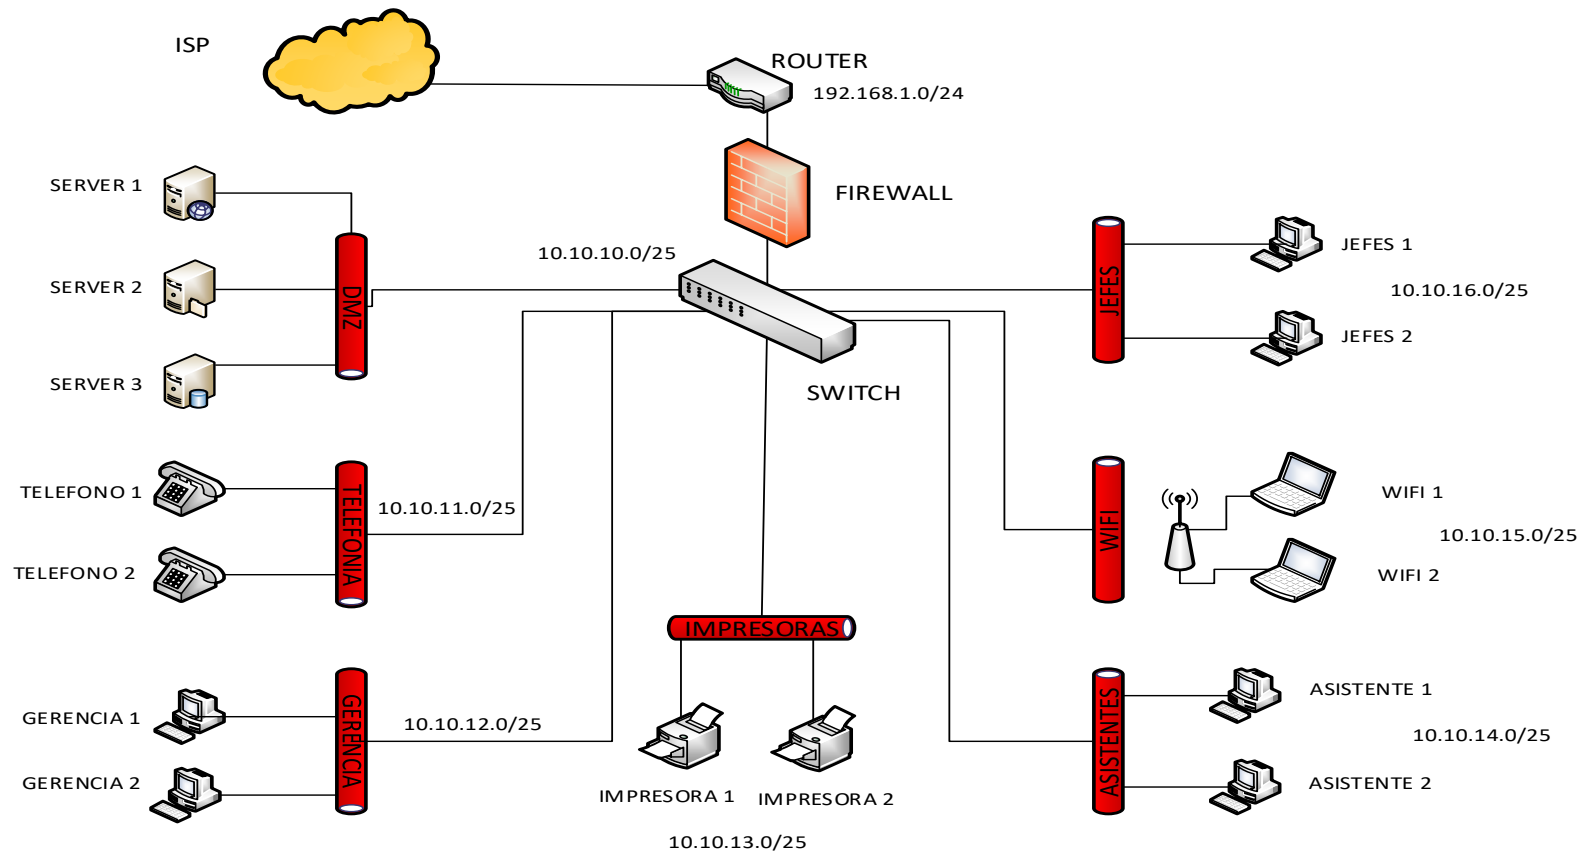 ISP
ROUTER
192.168.1.0/24
FIREWALL
SERVER 1
SERVER 2
SERVER 3
DMZ
10.10.10.0/25
SWITCH
JEFES
JEFES 1
10.10.16.0/25
JEFES 2
TELEFONO 1
TELEFONO 2
TELEFONIA
10.10.11.0/25
WIFI
WIFI 1
10.10.15.0/25
WIFI 2
GERENCIA 1
GERENCIA 2
GERENCIA
10.10.12.0/25
IMPRESORAS
IMPRESORA 1
IMPRESORA 2
10.10.13.0/25
ASISTENTES
ASISTENTE 1
10.10.14.0/25
ASISTENTE 2